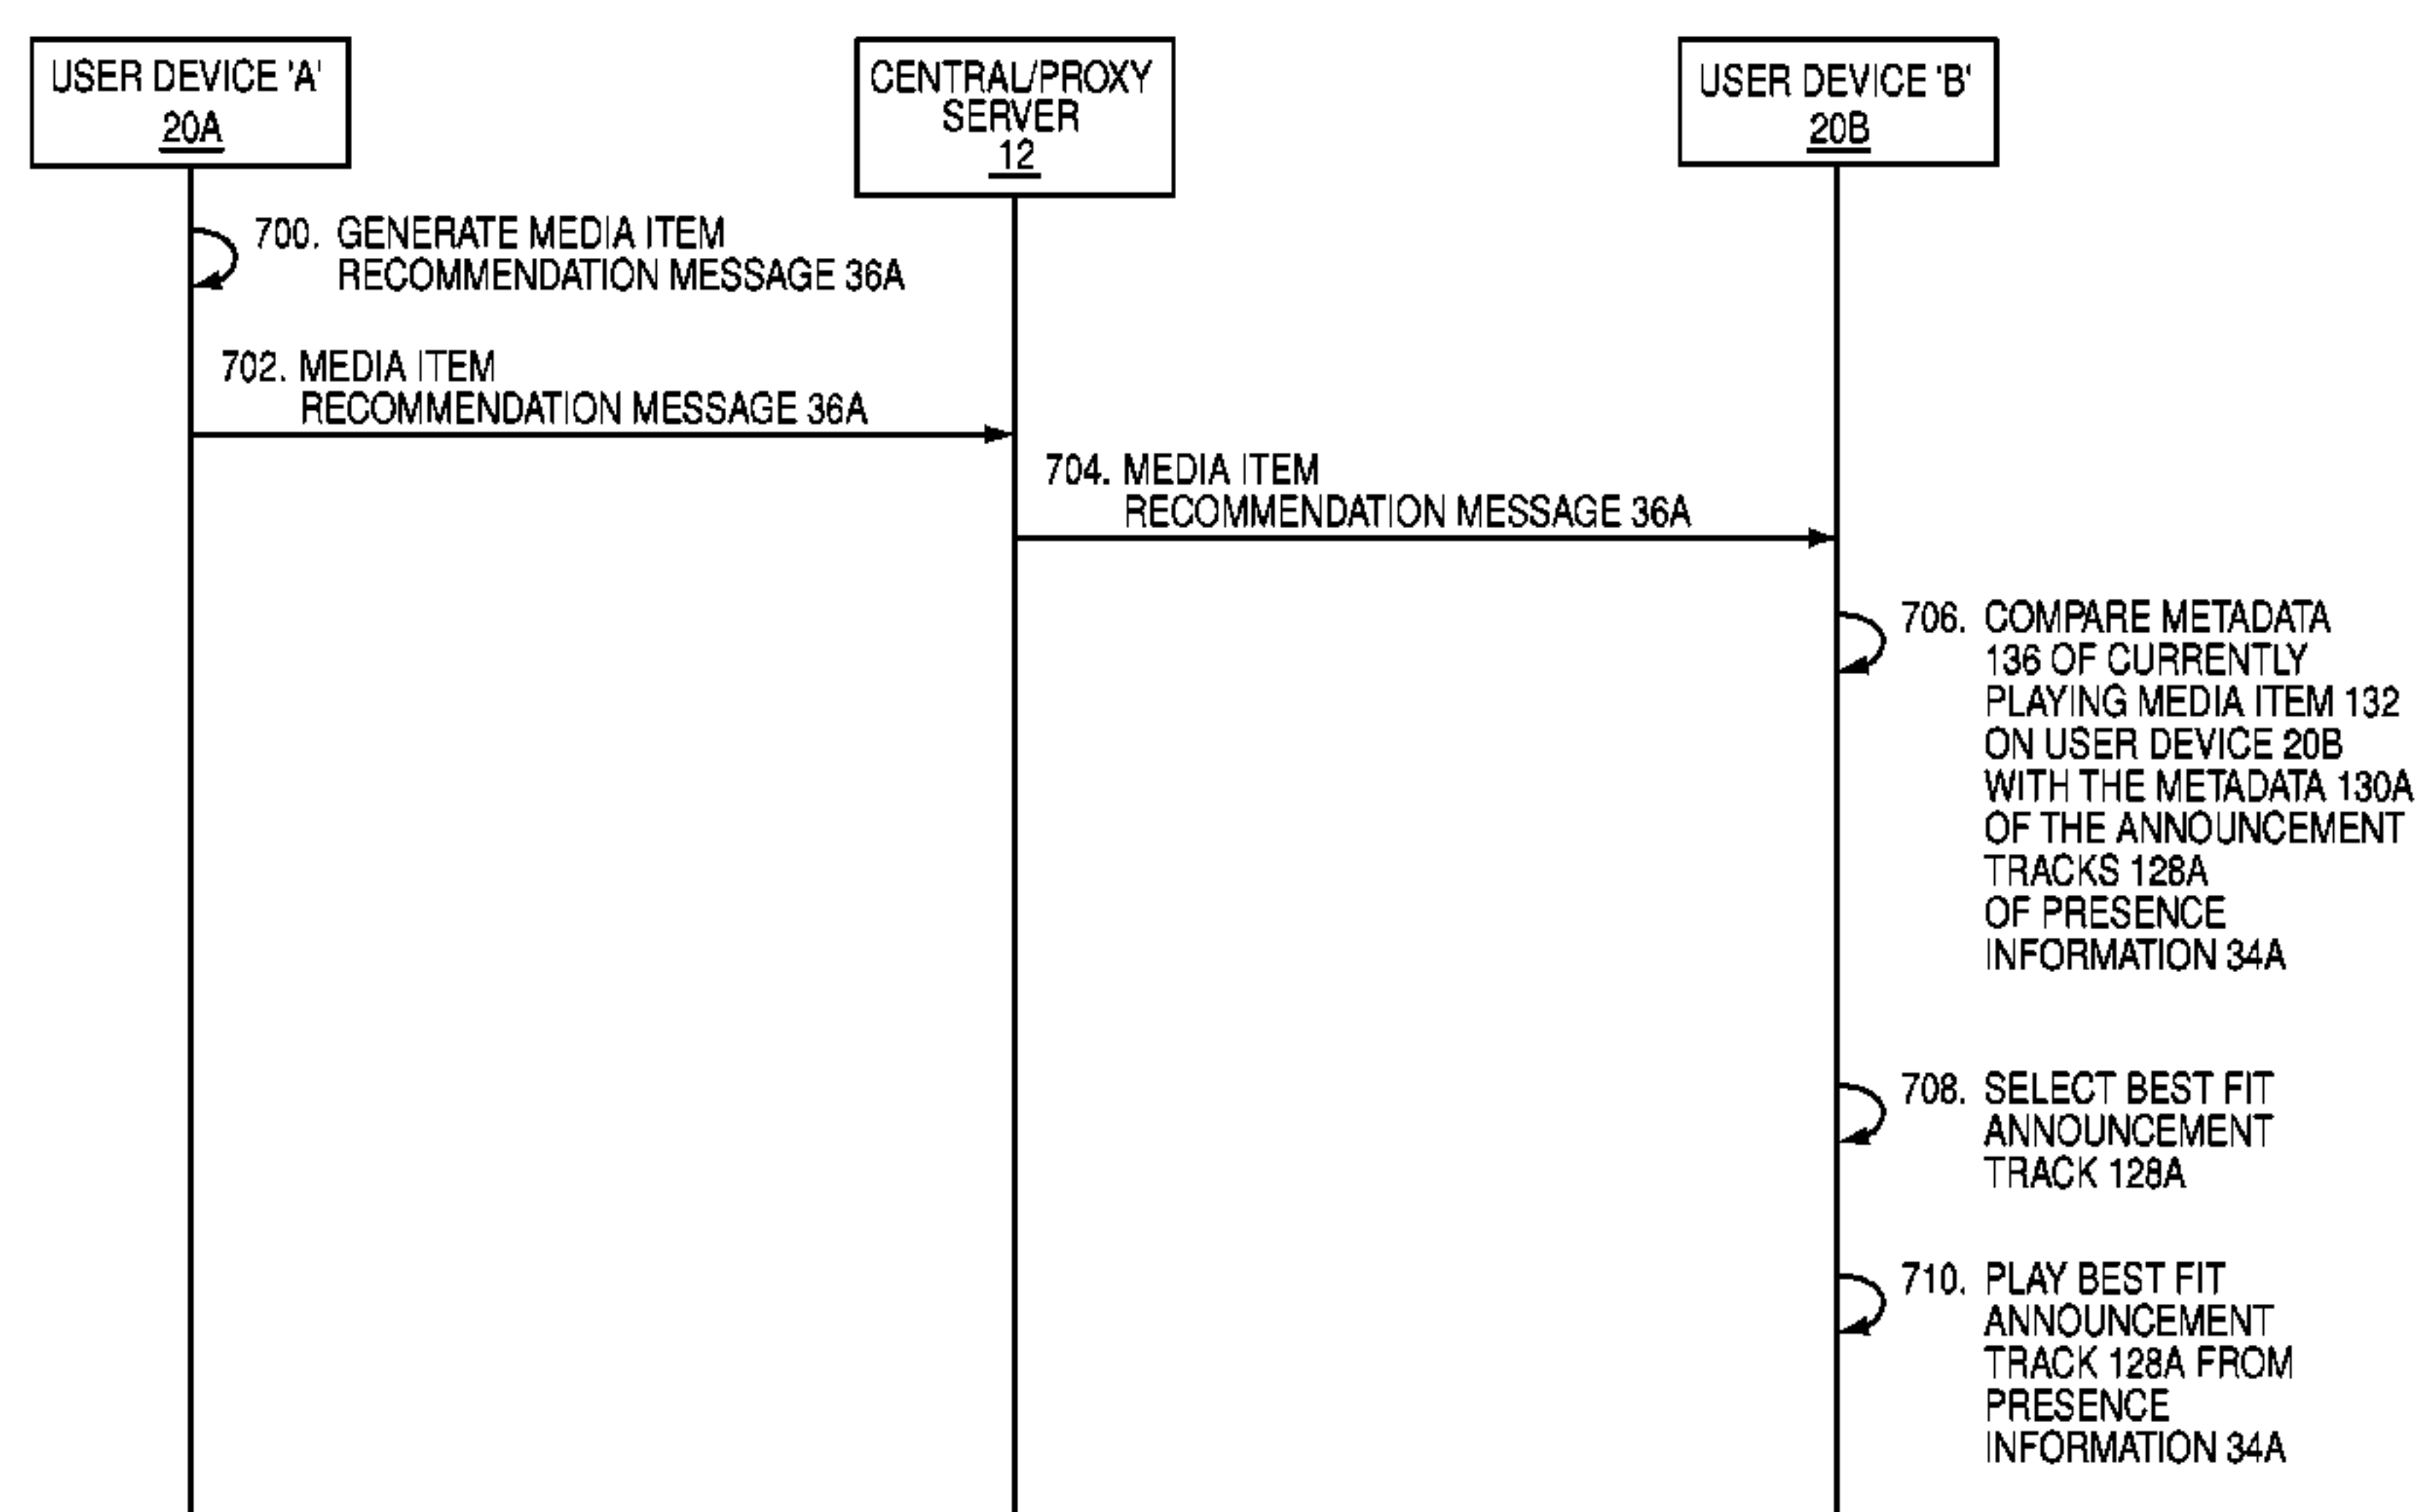 USER DEVICE 'A'
20A
CENTRAL/PROXY
SERVER
12
USER DEVICE 'B'
20B
700. GENERATE MEDIA ITEM
RECOMMENDATION MESSAGE 36A
702. MEDIA ITEM
RECOMMENDATION MESSAGE 36A
704. MEDIA ITEM
RECOMMENDATION MESSAGE 36A
706. COMPARE METADATA
136 OF CURRENTLY
PLAYING MEDIA ITEM 132
ON USER DEVICE 20B
WITH THE METADATA 130A
OF THE ANNOUNCEMENT
TRACKS 128A
OF PRESENCE
INFORMATION 34A
708. SELECT BEST FIT
ANNOUNCEMENT
TRACK 128A
710. PLAY BEST FIT
ANNOUNCEMENT
TRACK 128A FROM
PRESENCE
INFORMATION 34A